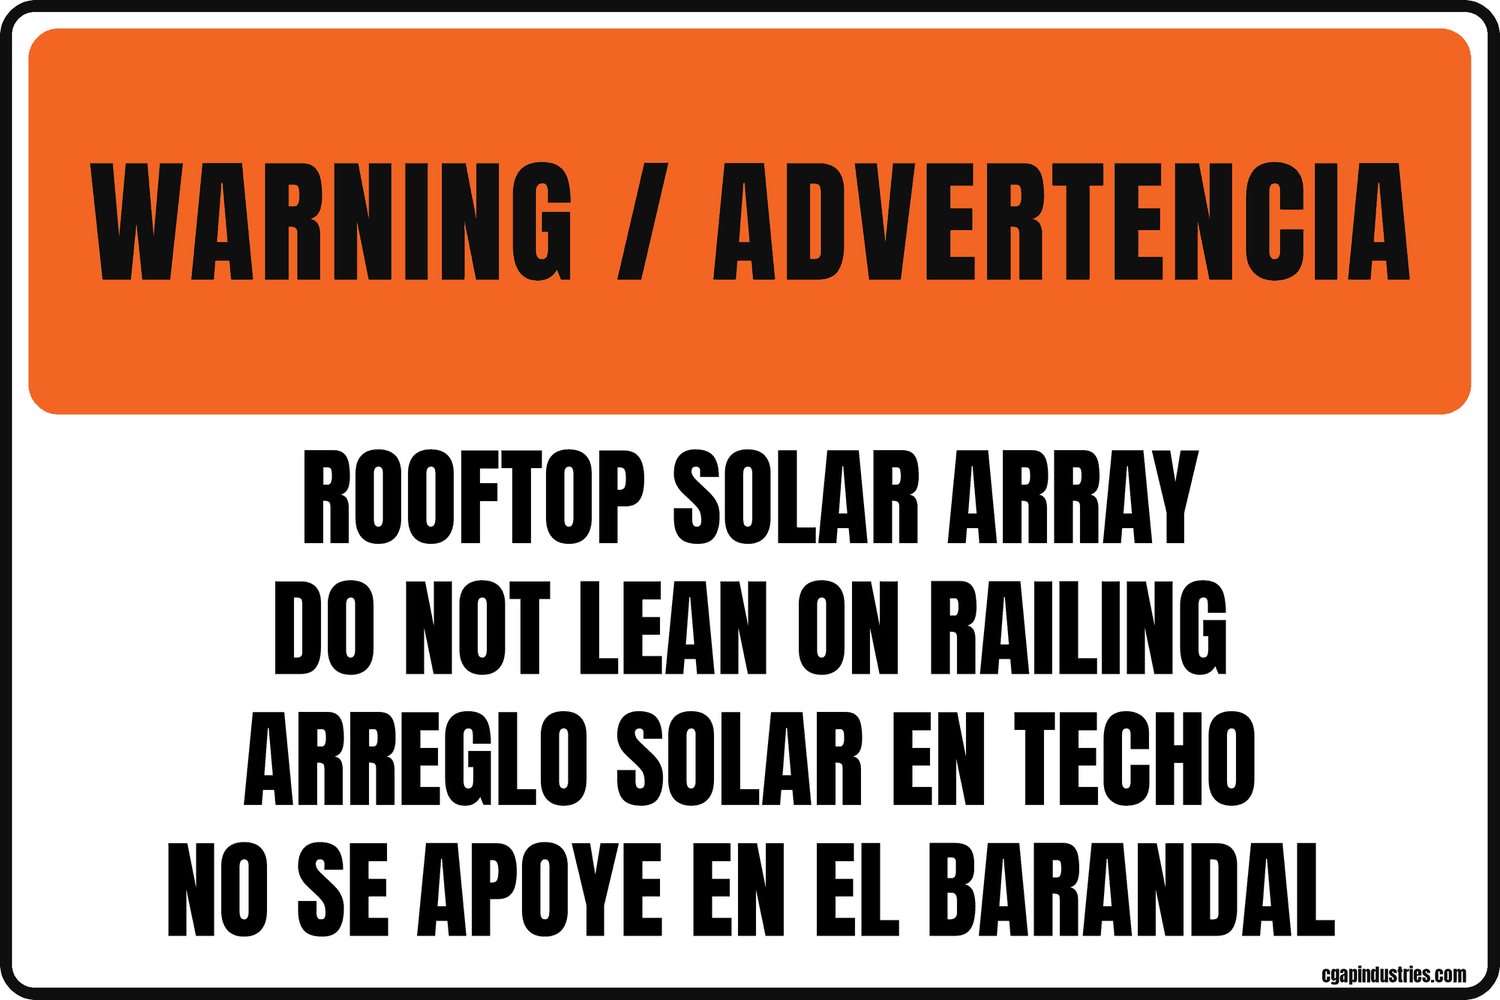 WARNING / ADVERTENCIA
ROOFTOP SOLAR ARRAY
DO NOT LEAN ON RAILING
ARREGLO SOLAR EN TECHO
NO SE APOYE EN EL BARANDAL
cgapindustries.com